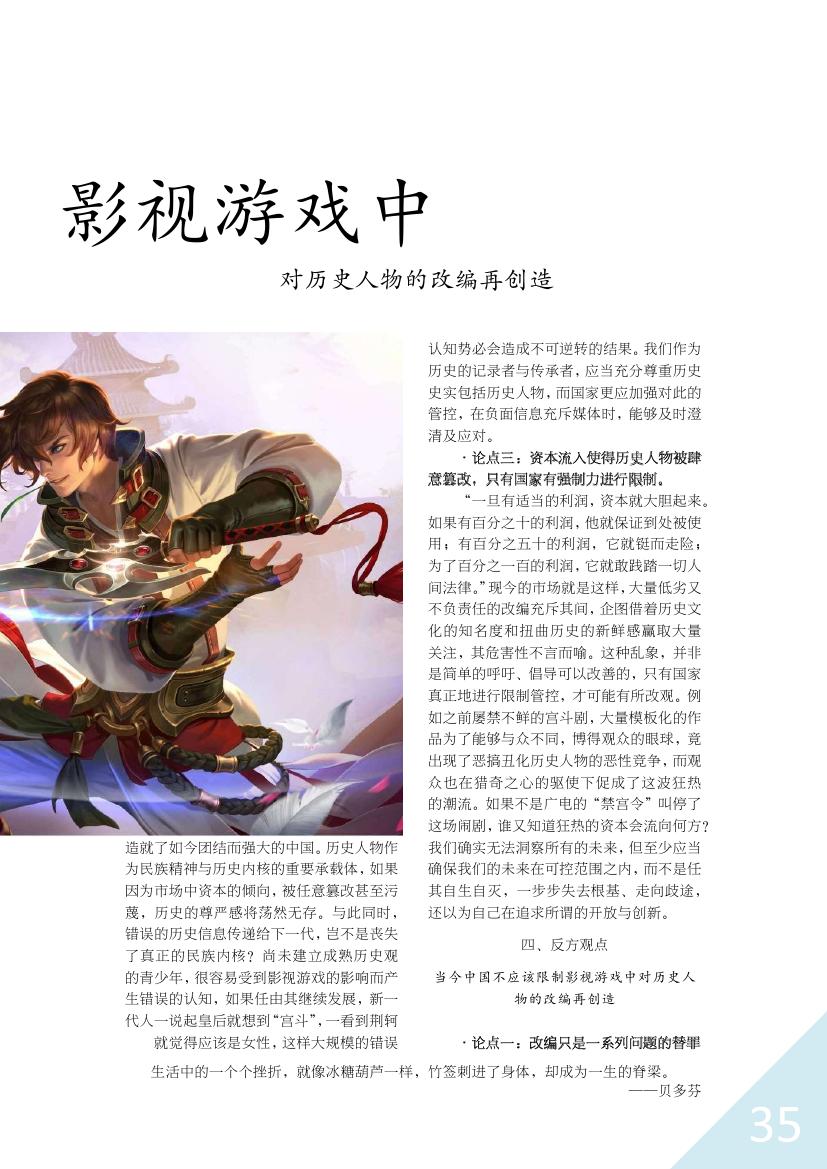 影视游戏中
对历史人物的改编再创造
造就了如今团结而强大的中国。历史人物作
为民族精神与历史内核的重要承载体，如果
因为市场中资本的倾向，被任意篡改甚至污
蔑，历史的尊严感将荡然无存。与此同时，
错误的历史信息传递给下一代，岂不是丧失
了真正的民族内核？尚未建立成熟历史观
的青少年，很容易受到影视游戏的影响而产
生错误的认知，如果任由其继续发展，新一
代人一说起皇后就想到“宫斗”，一看到荆轲
就觉得应该是女性，这样大规模的错误
认知势必会造成不可逆转的结果。我们作为
历史的记录者与传承者，应当充分尊重历史
史实包括历史人物，而国家更应加强对此的
管控，在负面信息充斥媒体时，能够及时澄
清及应对。
·论点三：资本流入使得历史人物被肆
意篡改，只有国家有强制力进行限制。
“一旦有适当的利润，资本就大胆起来。
如果有百分之十的利润，他就保证到处被使
用；有百分之五十的利润，它就铤而走险；
为了百分之一百的利润，它就敢践踏一切人
间法律。”现今的市场就是这样，大量低劣又
不负责任的改编充斥其间，企图借着历史文
化的知名度和扭曲历史的新鲜感赢取大量
关注，其危害性不言而喻。这种乱象，并非
是简单的呼吁、倡导可以改善的，只有国家
真正地进行限制管控，才可能有所改观。例
如之前屡禁不鲜的宫斗剧，大量模板化的作
品为了能够与众不同，博得观众的眼球，竟
出现了恶搞丑化历史人物的恶性竞争，而观
众也在猎奇之心的驱使下促成了这波狂热
的潮流。如果不是广电的“禁宫令”叫停了
这场闹剧，谁又知道狂热的资本会流向何方？
我们确实无法洞察所有的未来，但至少应当
确保我们的未来在可控范围之内，而不是任
其自生自灭，一步步失去根基、走向歧途，
还以为自己在追求所谓的开放与创新。
四、反方观点
当今中国不应该限制影视游戏中对历史人
物的改编再创造
·论点一：改编只是一系列问题的替罪
生活中的一个个挫折，就像冰糖葫芦一样，竹签刺进了身体，却成为一生的脊梁。
——贝多芬
35